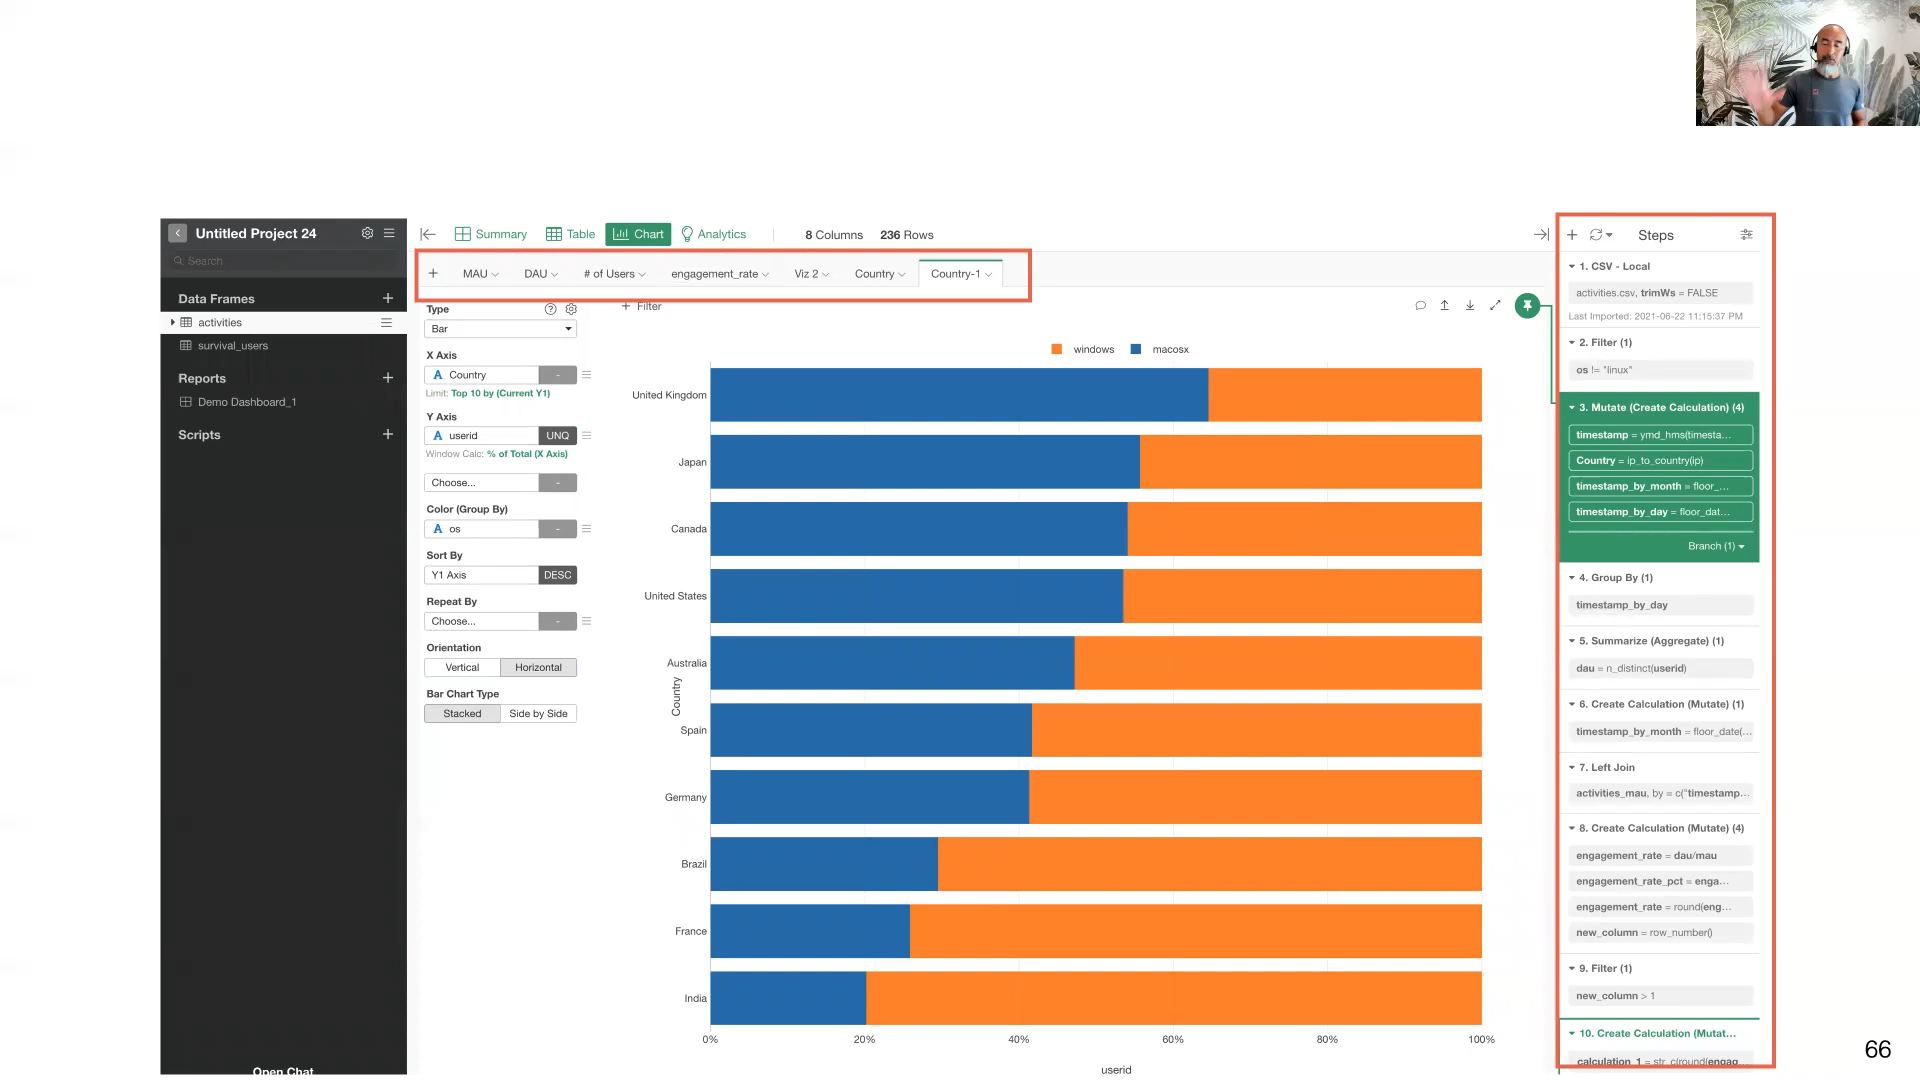 Untitled Project 24
Search
Data Frames
activities
survival_users
Reports
Demo Dashboard_1
Scripts
Open Chat
Summary
Table
Chart
Analytics
8 Columns
236 Rows
MAU
DAU
# of Users
engagement_rate
Viz 2
Country
Country-1
Type
Bar
X Axis
A Country
-
Limit: Top 10 by (Current Y1)
Y Axis
A userid
UNQ
Window Calc: % of Total (X Axis)
Choose...
-
Color (Group By)
A os
-
Sort By
Y1 Axis
DESC
Repeat By
Choose...
-
Orientation
Vertical
Horizontal
Bar Chart Type
Stacked
Side by Side
Filter
windows
macosx
Country
United Kingdom
Japan
Canada
United States
Australia
Spain
Germany
Brazil
France
India
0%
20%
40%
60%
80%
100%
userid
Steps
1. CSV - Local
activities.csv, trimWs = FALSE
Last Imported: 2021-06-22 11:15:37 PM
2. Filter (1)
os != "linux"
3. Mutate (Create Calculation) (4)
timestamp = ymd_hms(timesta...
Country = ip_to_country(ip)
timestamp_by_month = floor_...
timestamp_by_day = floor_dat...
Branch (1)
4. Group By (1)
timestamp_by_day
5. Summarize (Aggregate) (1)
dau = n_distinct(userid)
6. Create Calculation (Mutate) (1)
timestamp_by_month = floor_date(...
7. Left Join
activities_mau, by = c("timestamp...
8. Create Calculation (Mutate) (4)
engagement_rate = dau/mau
engagement_rate_pct = enga...
engagement_rate = round(eng...
new_column = row_number()
9. Filter (1)
new_column > 1
10. Create Calculation (Mutat...
calculation_1 = str_c(round(engag...
66